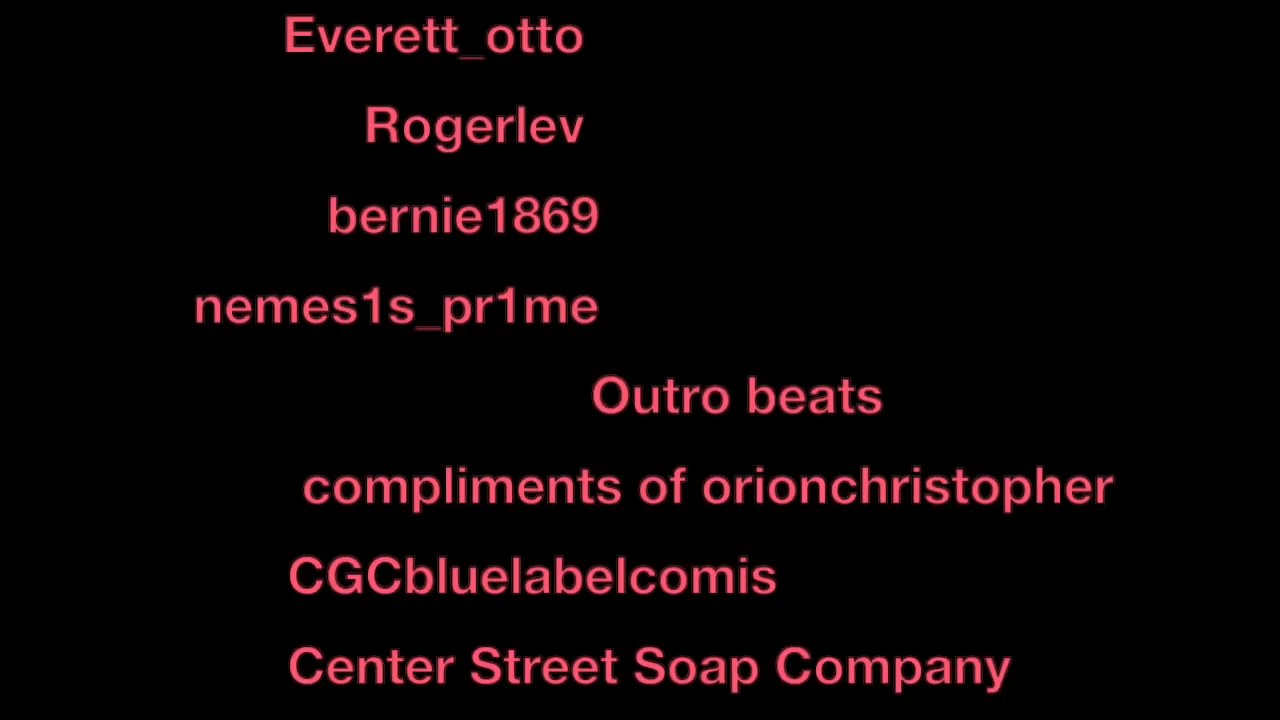 Everett_otto
Rogerlev
bernie1869
nemes1s_pr1me
Outro beats
compliments of orionchristopher
CGCbluelabelcomis
Center Street Soap Company